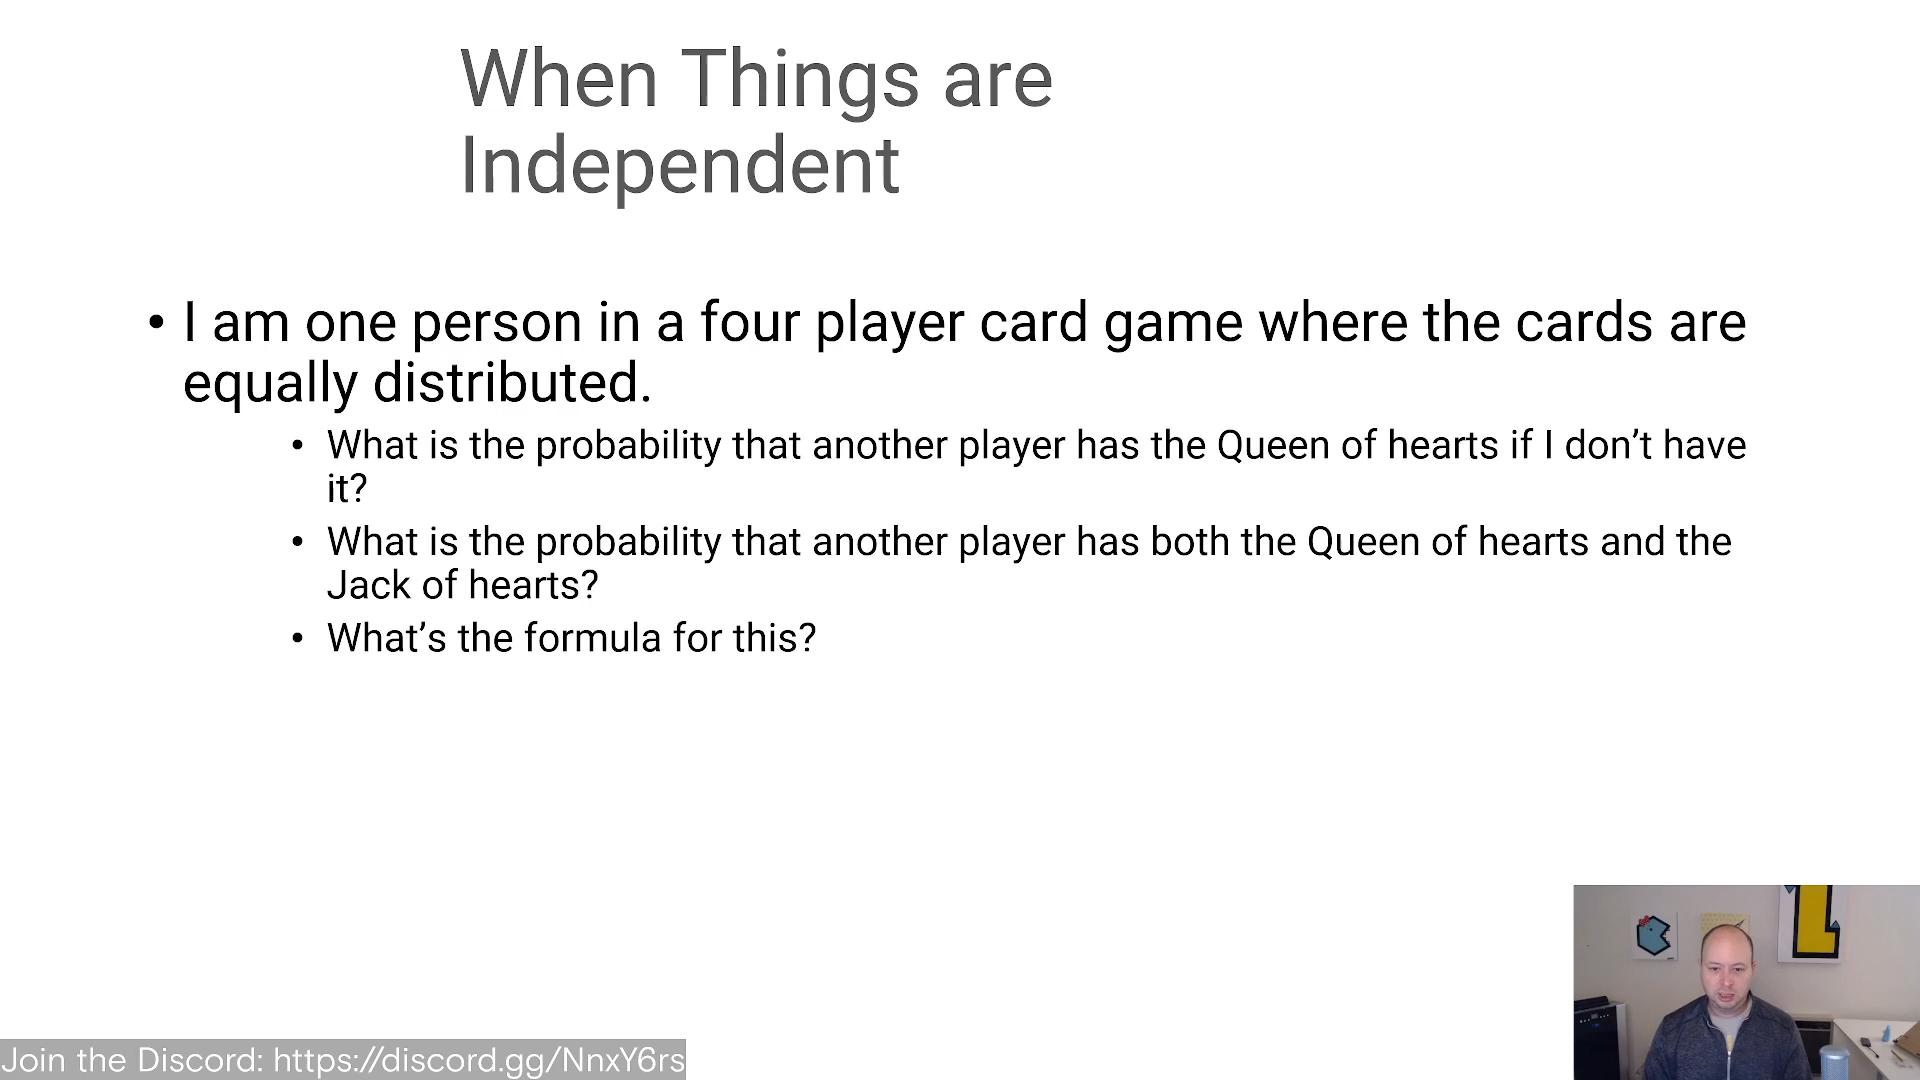 When Things are
Independent
• I am one person in a four player card game where the cards are
equally distributed.
• What is the probability that another player has the Queen of hearts if I don’t have
it?
• What is the probability that another player has both the Queen of hearts and the
Jack of hearts?
• What’s the formula for this?
Join the Discord: https://discord.gg/NnxY6rs